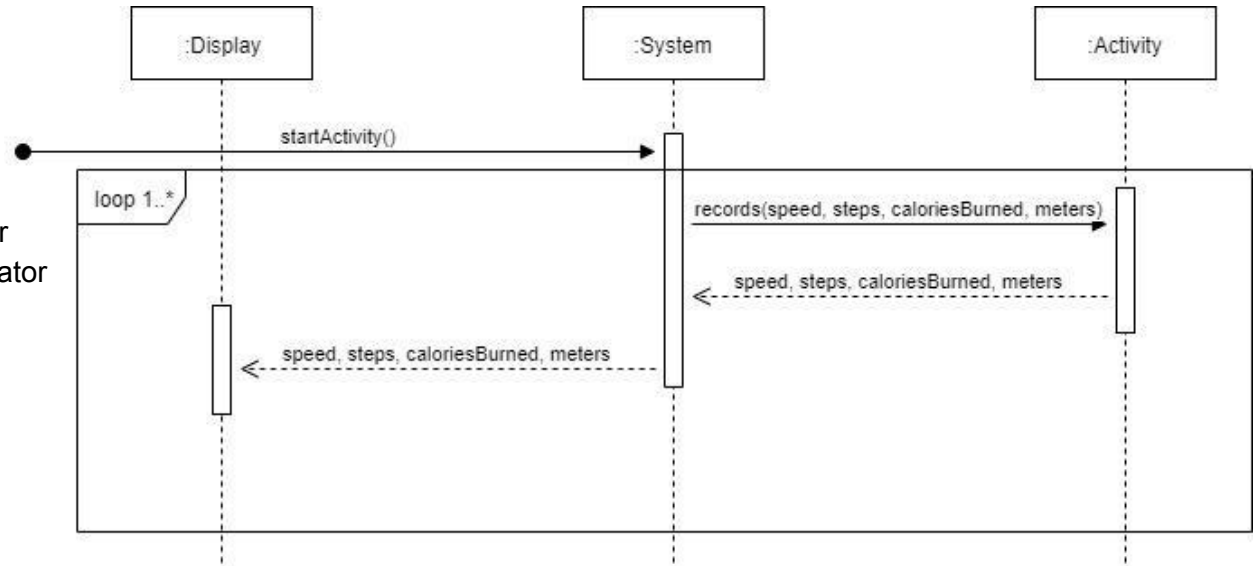 :Display
:System
:Activity
startActivity()
loop 1..*
records(speed, steps, caloriesBurned, meters)
r
ator
speed, steps, caloriesBurned, meters
speed, steps, caloriesBurned, meters